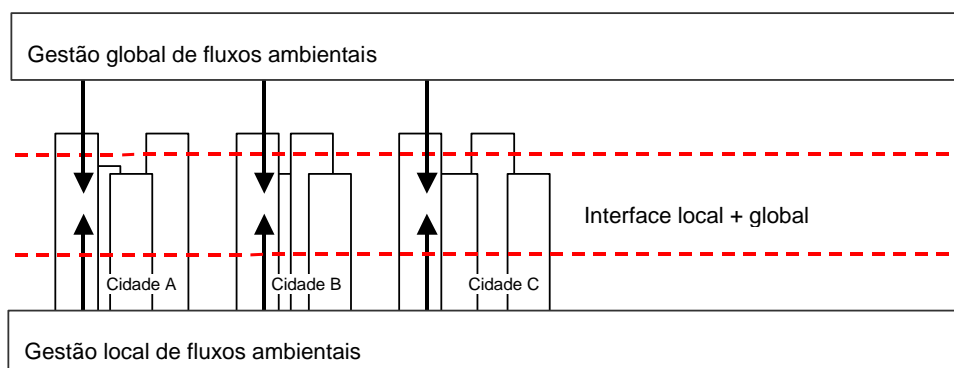 Gestão global de fluxos ambientais
Interface local + global
Cidade A
Cidade B
Cidade C
Gestão local de fluxos ambientais